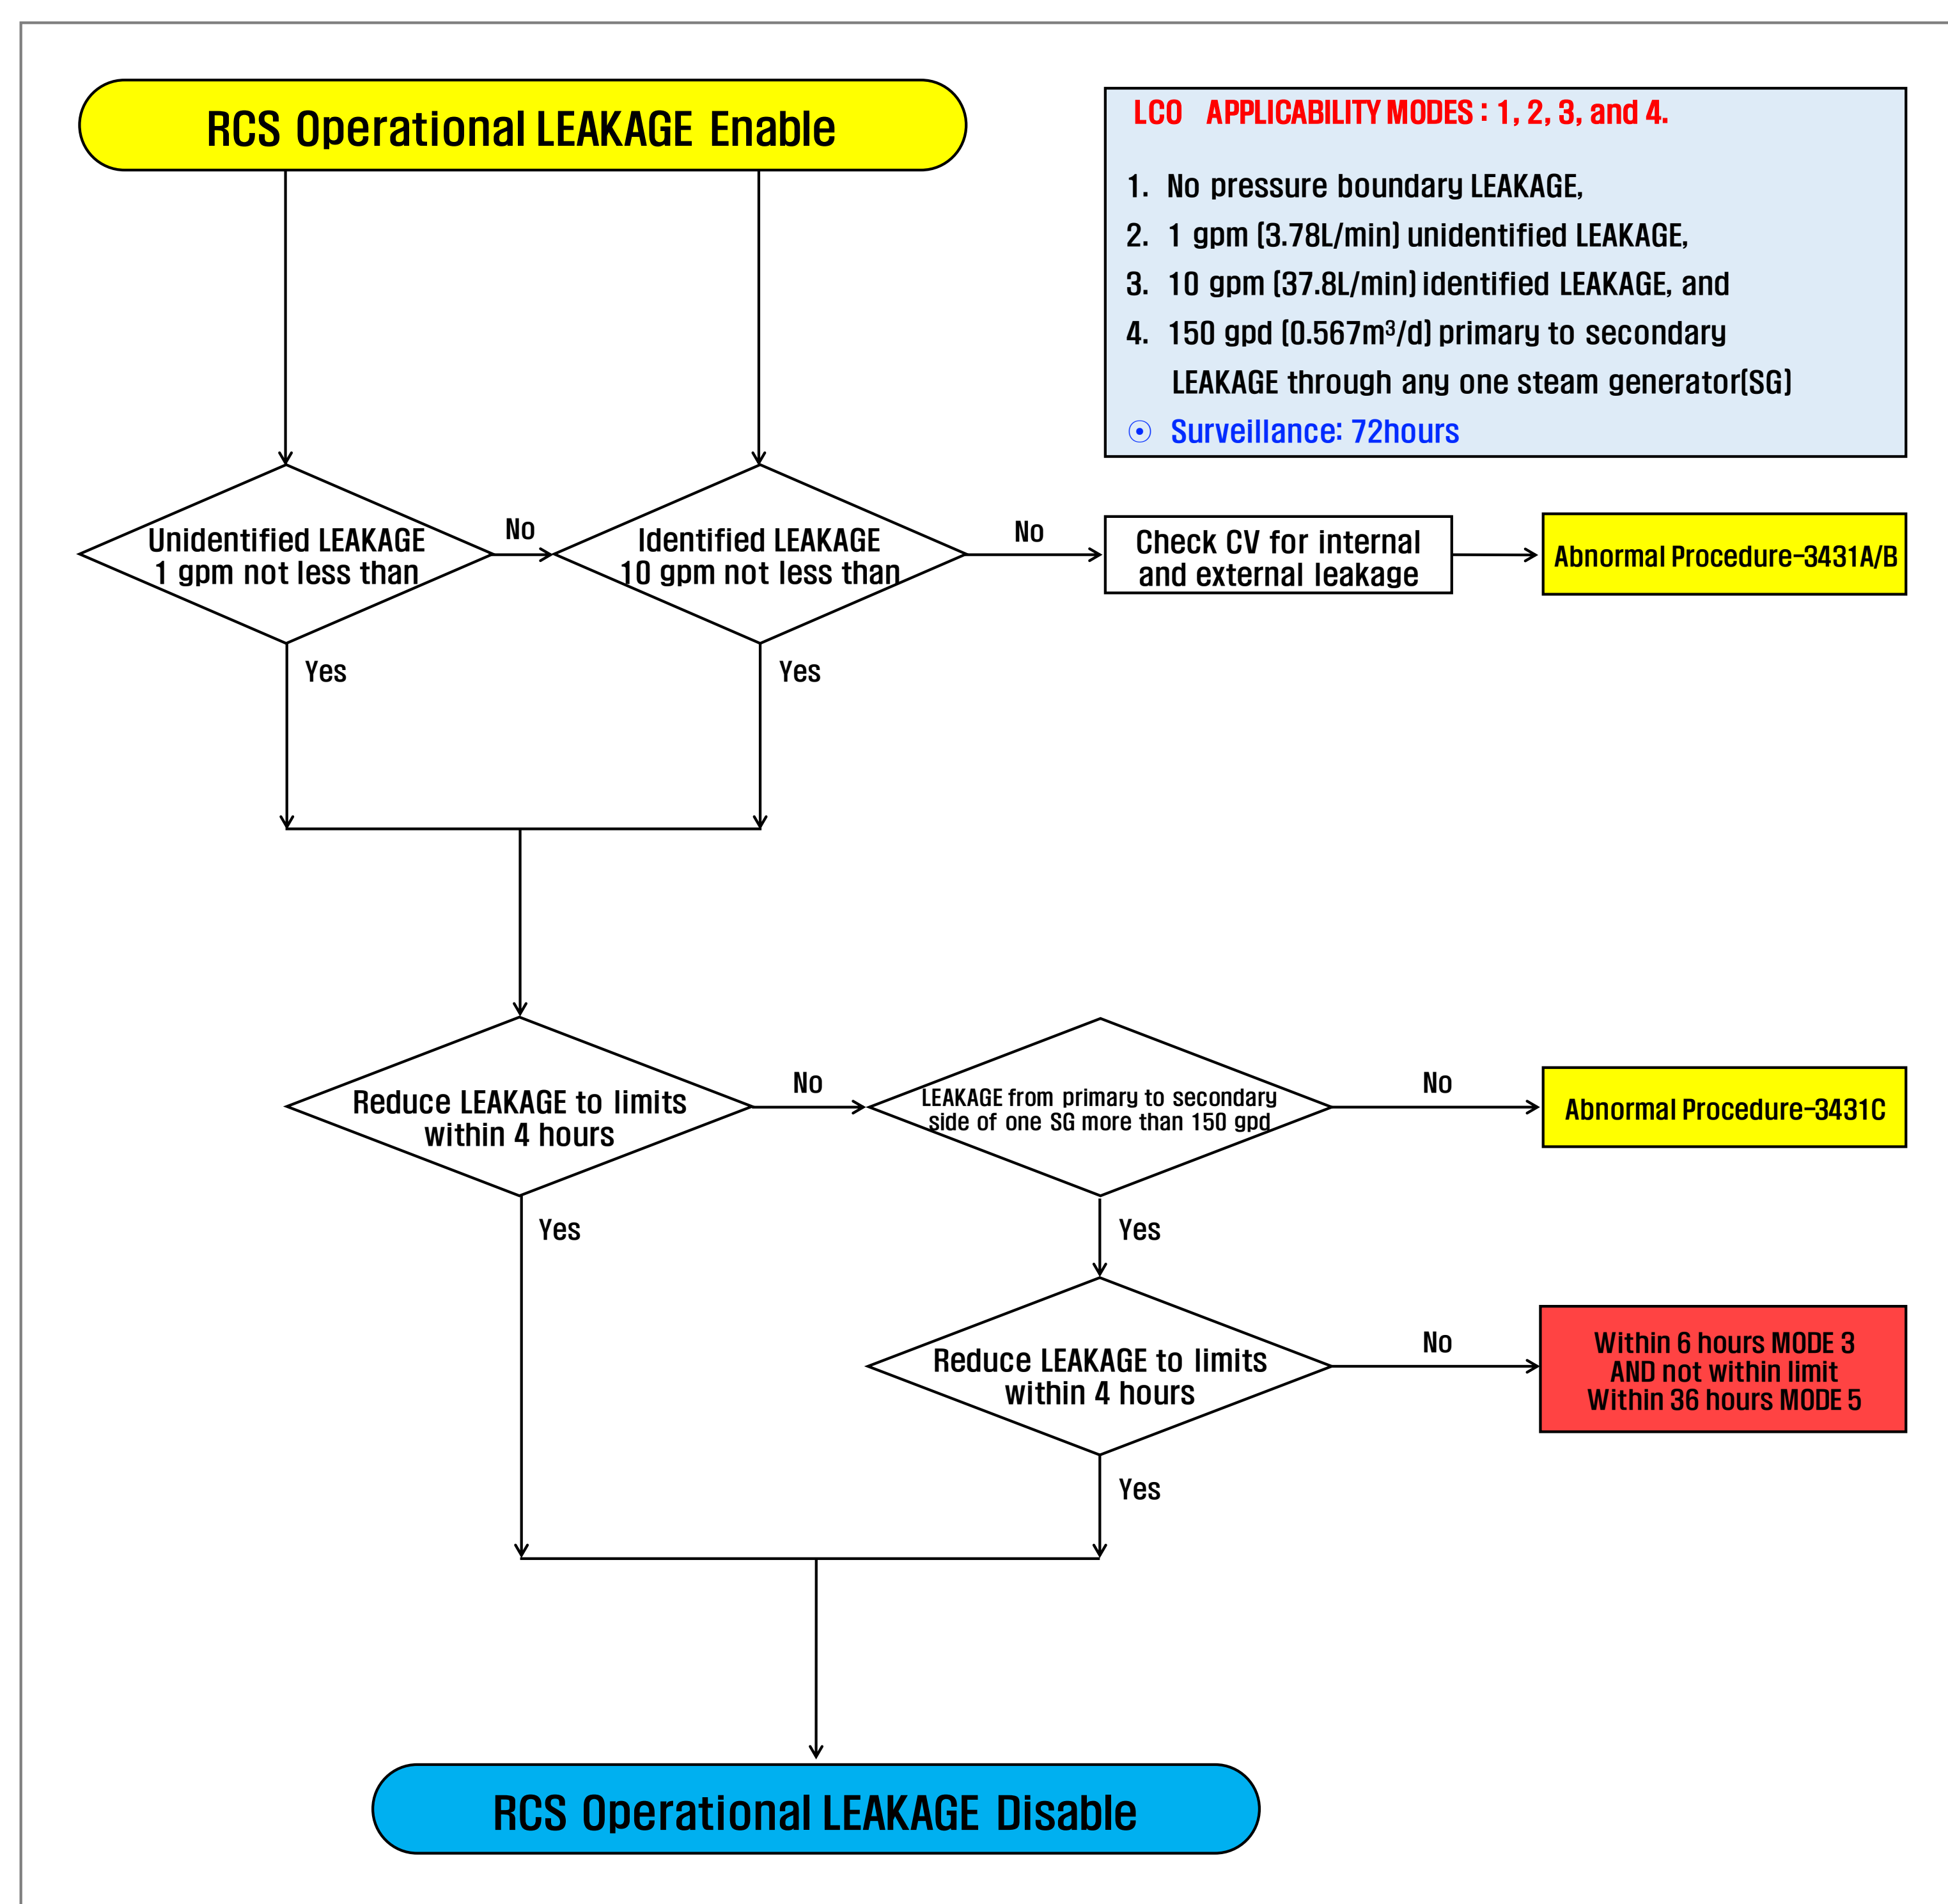 RCS Operational LEAKAGE Enable
LCO APPLICABILITY MODES : 1, 2, 3, and 4.
1. No pressure boundary LEAKAGE,
2. 1 gpm (3.78L/min) unidentified LEAKAGE,
3. 10 gpm (37.8L/min) identified LEAKAGE, and
4. 150 gpd (0.567m³/d) primary to secondary
LEAKAGE through any one steam generator(SG)
⊙ Surveillance: 72hours
Unidentified LEAKAGE
1 gpm not less than
No
Identified LEAKAGE
10 gpm not less than
No
Check CV for internal
and external leakage
Abnormal Procedure-3431A/B
Yes
Yes
Reduce LEAKAGE to limits
within 4 hours
No
LEAKAGE from primary to secondary
side of one SG more than 150 gpd
No
Abnormal Procedure-3431C
Yes
Yes
Reduce LEAKAGE to limits
within 4 hours
No
Within 6 hours MODE 3
AND not within limit
Within 36 hours MODE 5
Yes
RCS Operational LEAKAGE Disable